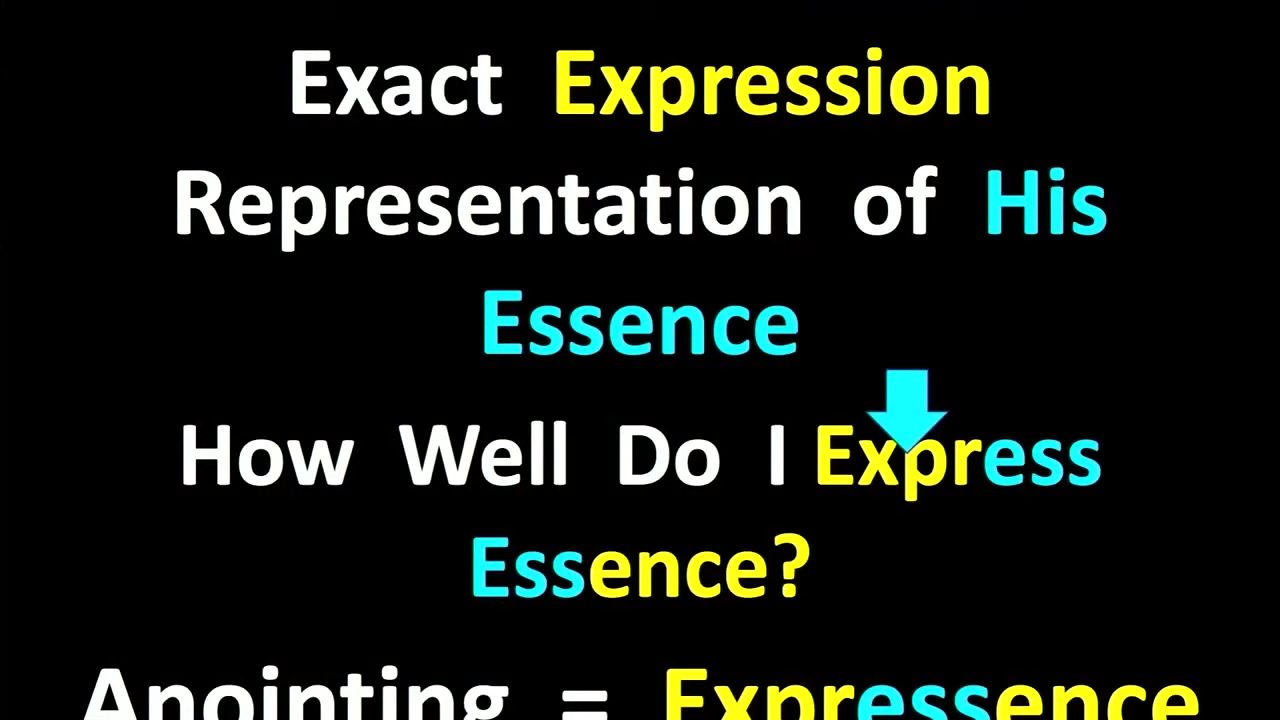 Exact Expression
Representation of His
Essence
How Well Do I Express
Essence?
Anointing = Expressence